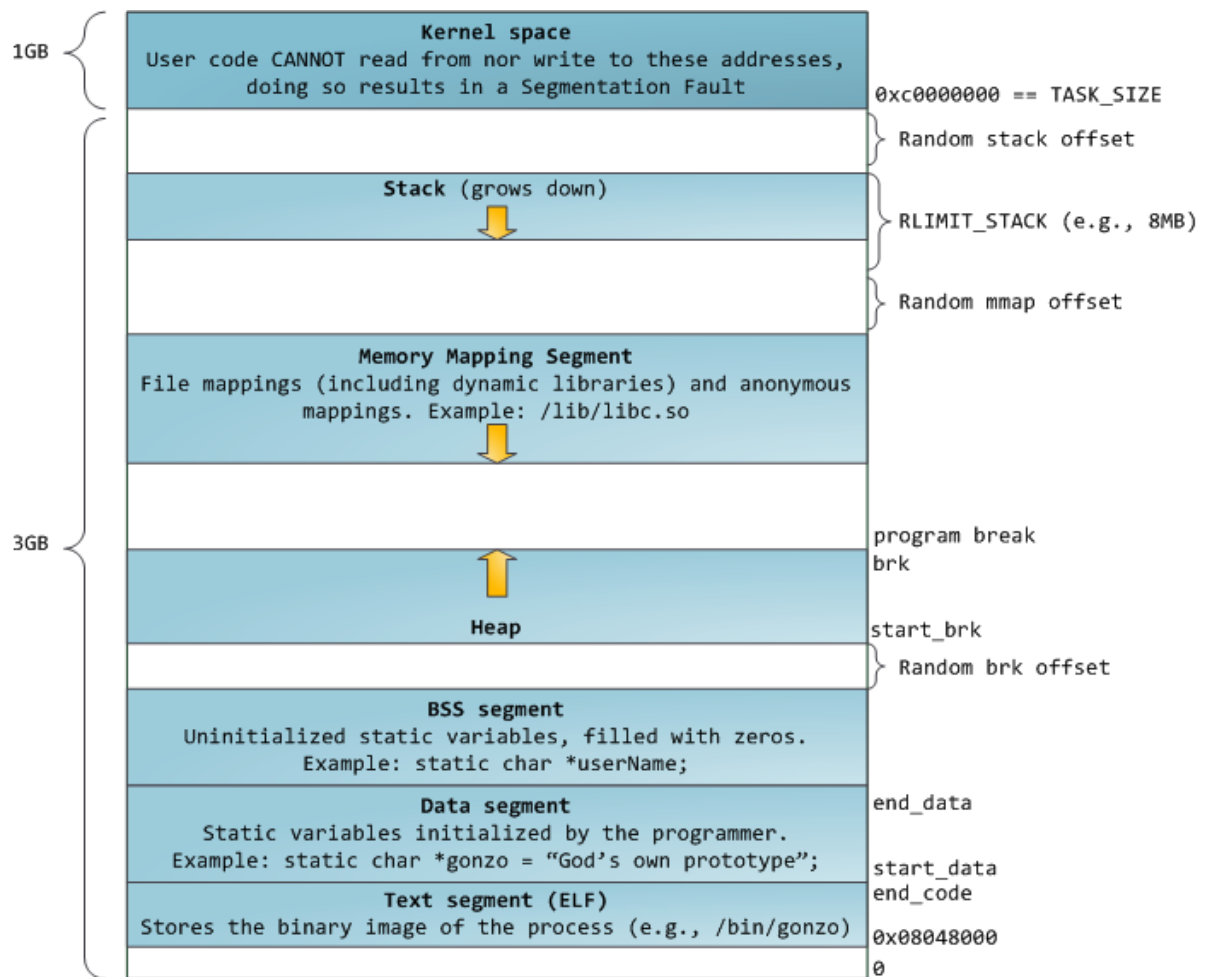 Kernel space
1GB
User code CANNOT read from nor write to these addresses,
doing so results in a Segmentation Fault
0xc0000000 == TASK_SIZE
Random stack offset
Stack (grows down)
RLIMIT_STACK (e.g., 8MB)
Random mmap offset
Memory Mapping Segment
File mappings (including dynamic libraries) and anonymous
mappings. Example: /lib/libc.so
3GB
program break
brk
Heap
start_brk
Random brk offset
BSS segment
Uninitialized static variables, filled with zeros.
Example: static char *userName;
Data segment
end_data
Static variables initialized by the programmer.
Example: static char *gonzo = “God’s own prototype”;
start_data
end_code
Text segment (ELF)
Stores the binary image of the process (e.g., /bin/gonzo)
0x08048000
0